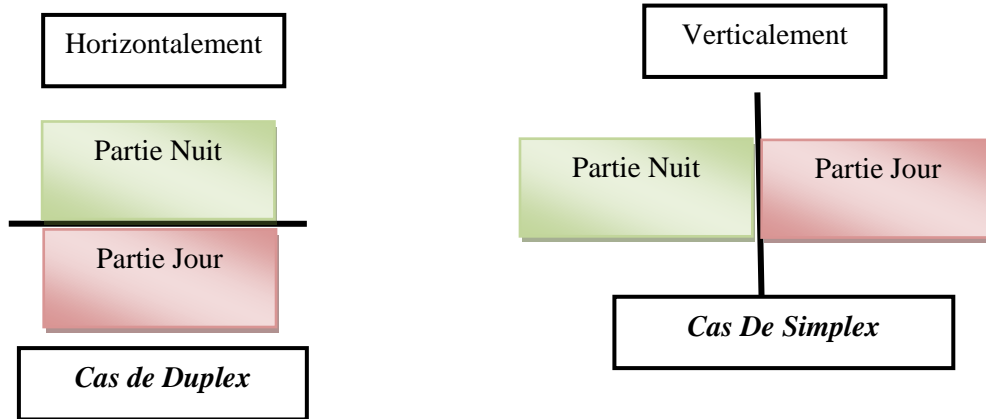 Horizontalement
Partie Nuit
Partie Jour
Cas de Duplex
Verticalement
Partie Nuit
Partie Jour
Cas De Simplex